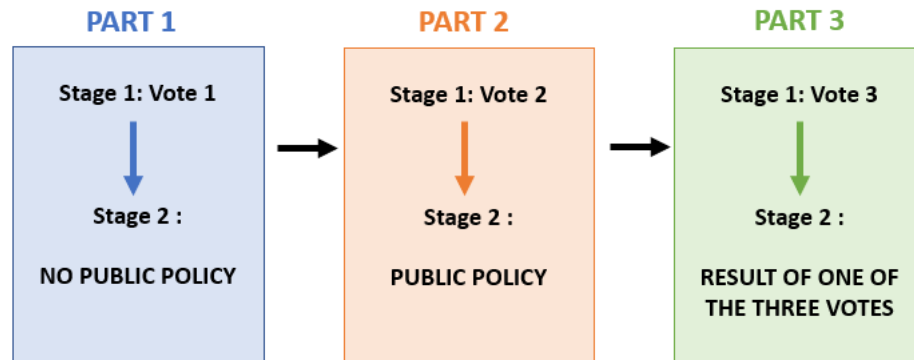 PART 1
Stage 1: Vote 1
Stage 2 :
NO PUBLIC POLICY
PART 2
Stage 1: Vote 2
Stage 2 :
PUBLIC POLICY
PART 3
Stage 1: Vote 3
Stage 2 :
RESULT OF ONE OF
THE THREE VOTES